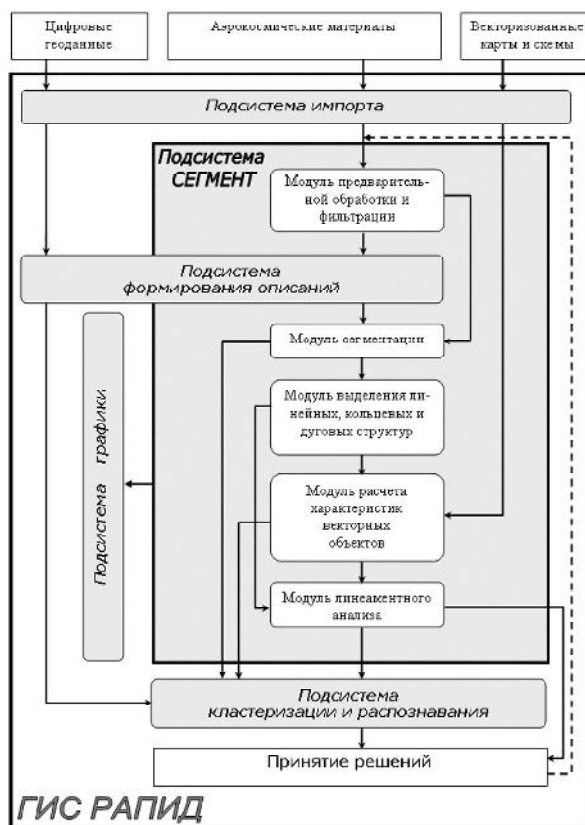 Цифровые
геоданные
Аэрокосмические материалы
Векторизованные
карты и схемы
Подсистема импорта
Подсистема
СЕГМЕНТ
Модуль предваритель-
ной обработки и
фильтрации
Подсистема
формирования описаний
Модуль сегментации
Модуль выделения ли-
нейных, кольцевых и
дуговых структур
Подсистема графики
Модуль расчета
характеристик
векторных
объектов
Модуль линеаментного
анализа
Подсистема
кластеризации и распознавания
Принятие решений
ГИС РАПИД